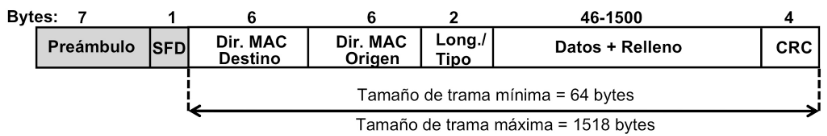 Bytes: 7 1 6 6 2 46-1500 4
Preámbulo SFD Dir. MAC Destino Dir. MAC Origen Long./ Tipo Datos + Relleno CRC
Tamaño de trama mínima = 64 bytes
Tamaño de trama máxima = 1518 bytes